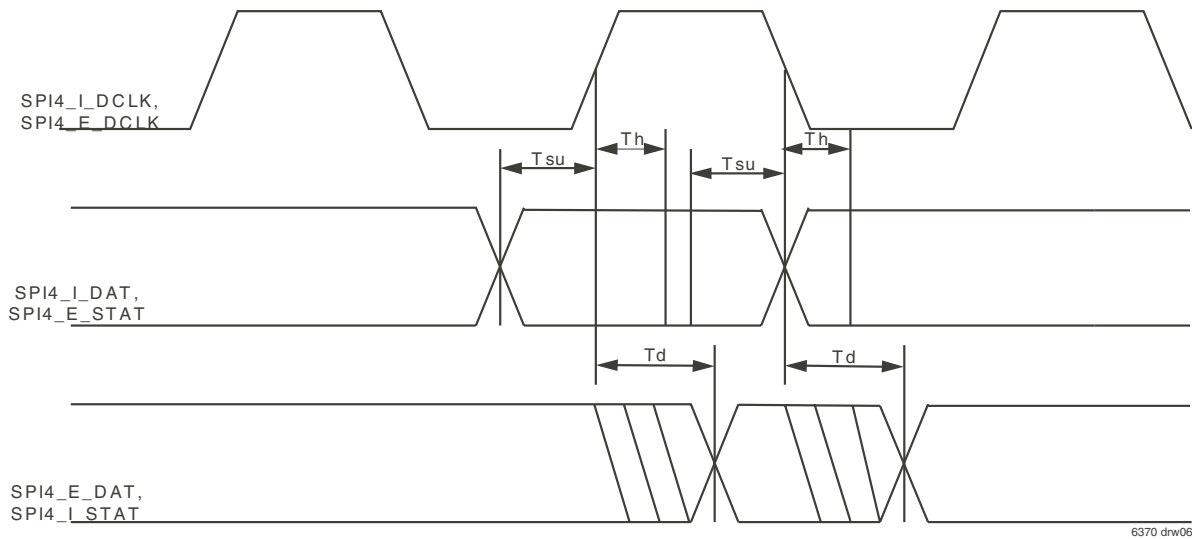 SPI4_I_DCLK,
SPI4_E_DCLK
Th
Th
Tsu
Tsu
SPI4_I_DAT,
SPI4_E_STAT
Td
Td
SPI4_E_DAT,
SPI4_I_STAT
6370 drw06